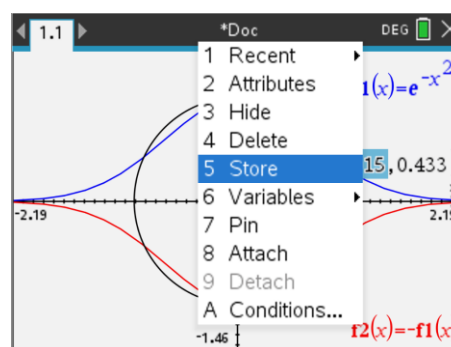 1.1 *Doc DEG
1 Recent
2 Attributes
3 Hide
4 Delete
5 Store
6 Variables
7 Pin
8 Attach
9 Detach
A Conditions...
1(x)=e^-x^2
15,0.433
-2.19
2.19
-1.46
f2(x)=-f1(x